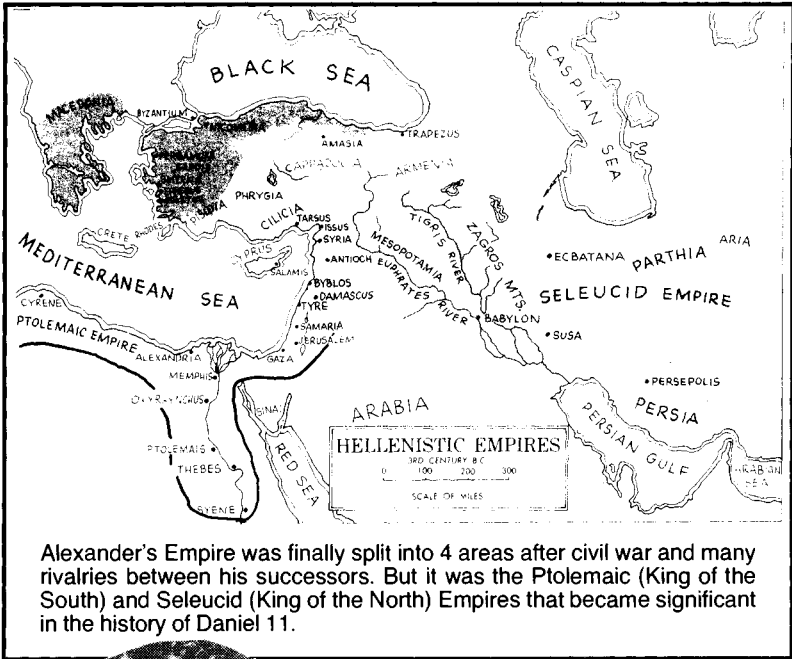 BLACK SEA
CASPIAN SEA
MACEDONIA
BYZANTIUM
AMASIA
TRAPEZUS
CAPPADOCIA
ARMENIA
PHRYGIA
CILICIA
TARSUS
ISSUS
SYRIA
CRETE
RHODES
CYPRUS
SALAMIS
ANTIOCH
MESOPOTAMIA
TIGRIS RIVER
EUPHRATES RIVER
ZAGROS MTS.
ECBATANA
PARTHIA
ARIA
MEDITERRANEAN SEA
BYBLOS
DAMASCUS
TYRE
SELEUCID EMPIRE
BABYLON
SUSA
CYRENE
PTOLEMAIC EMPIRE
SAMARIA
JERUSALEM
ALEXANDRIA
GAZA
MEMPHIS
PERSEPOLIS
PERSIA
OXYRHYNCHUS
SINAI
ARABIA
PERSIAN GULF
ARABIAN SEA
PTOLEMAIS
THEBES
RED SEA
SYENE
HELLENISTIC EMPIRES
3RD CENTURY B.C.
0 100 200 300
SCALE OF MILES
Alexander's Empire was finally split into 4 areas after civil war and many
rivalries between his successors. But it was the Ptolemaic (King of the
South) and Seleucid (King of the North) Empires that became significant
in the history of Daniel 11.